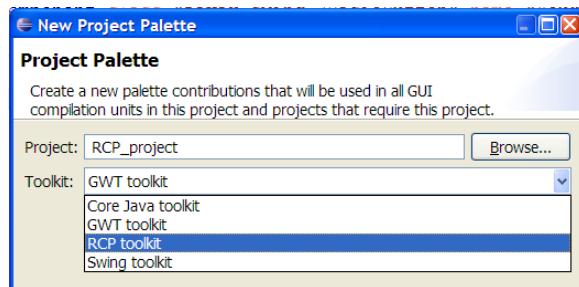 New Project Palette
Project Palette
Create a new palette contributions that will be used in all GUI
compilation units in this project and projects that require this project.
Project: RCP_project Browse...
Toolkit: GWT toolkit
Core Java toolkit
GWT toolkit
RCP toolkit
Swing toolkit